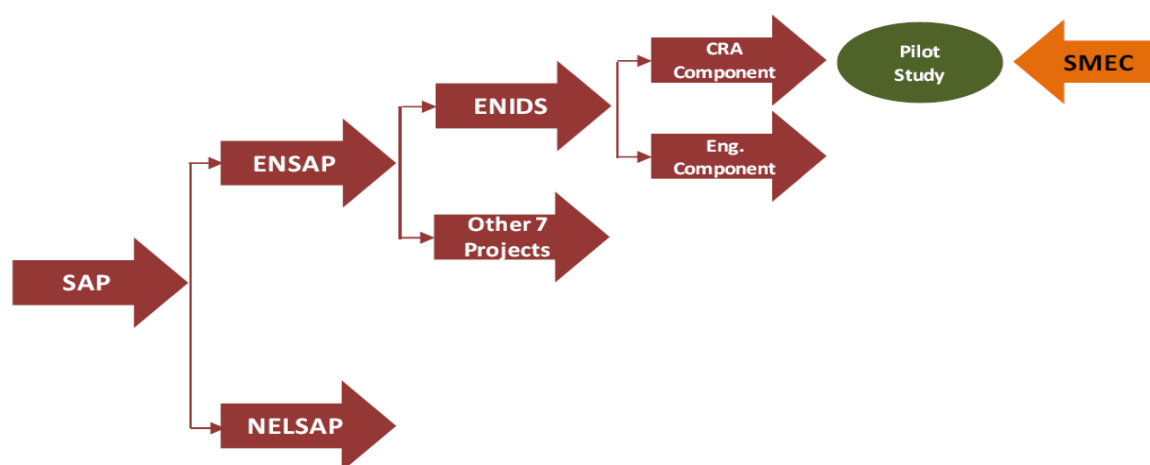 CRA
Component
Pilot
Study
SMEC
ENIDS
Eng.
Component
ENSAP
Other 7
Projects
SAP
NELSAP